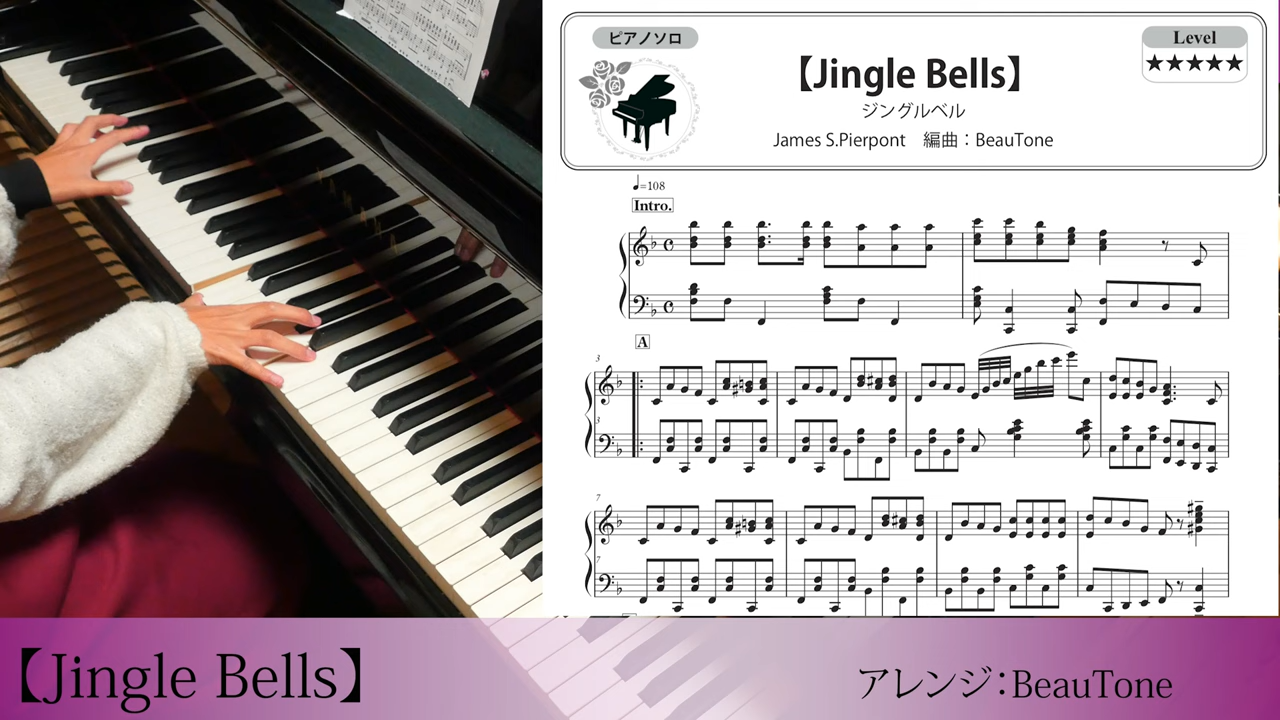 ピアノソロ
Level
★★★★★
【Jingle Bells】
ジングルベル
James S.Pierpont 編曲：BeauTone
♩=108
Intro.
A
3
3
7
7
【Jingle Bells】
アレンジ：BeauTone